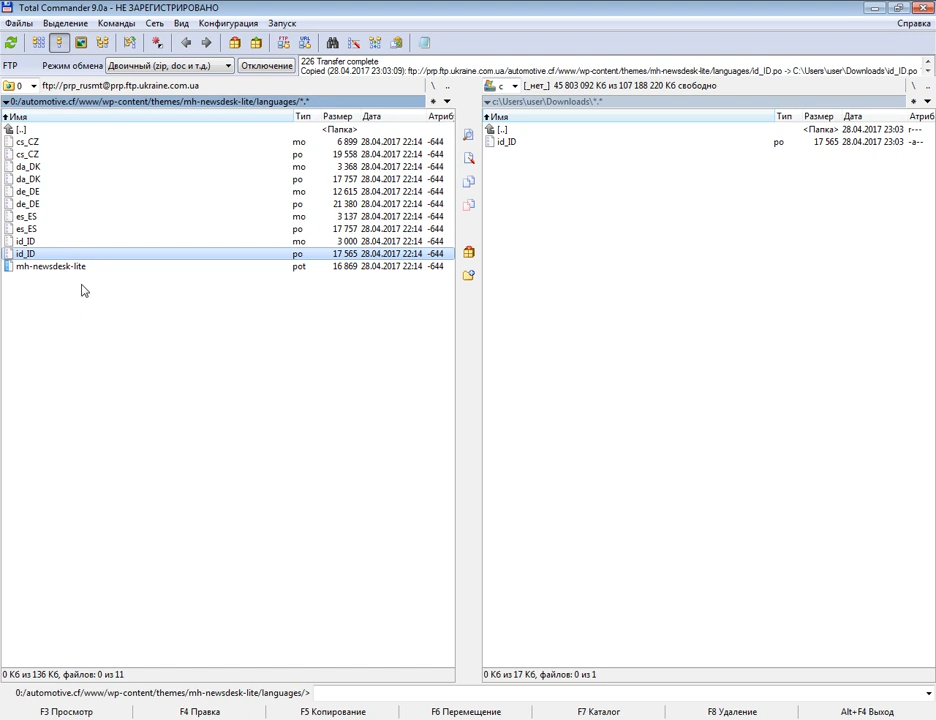 Total Commander 9.0a - НЕ ЗАРЕГИСТРИРОВАНО
Файлы Выделение Команды Сеть Вид Конфигурация Запуск Справка
FTP Режим обмена Двоичный (zip, doc и т.д.) Отключение
226 Transfer complete
Copied (28.04.2017 23:03:09): ftp://prp.ftp.ukraine.com.ua/automotive.cf/www/wp-content/themes/mh-newsdesk-lite/languages/id_ID.po -> C:\Users\user\Downloads\id_ID.po
0 ftp://prp_rusmt@prp.ftp.ukraine.com.ua \ ..
c [_нет_] 45 803 092 Кб из 107 188 220 Кб свободно \ ..
0:/automotive.cf/www/wp-content/themes/mh-newsdesk-lite/languages/*.* *
c:\Users\user\Downloads\*.* *
Имя Тип Размер Дата Атриб
[..] <Папка>
cs_CZ mo 6 899 28.04.2017 22:14 -644
cs_CZ po 19 558 28.04.2017 22:14 -644
da_DK mo 3 368 28.04.2017 22:14 -644
da_DK po 17 757 28.04.2017 22:14 -644
de_DE mo 12 615 28.04.2017 22:14 -644
de_DE po 21 380 28.04.2017 22:14 -644
es_ES mo 3 137 28.04.2017 22:14 -644
es_ES po 17 757 28.04.2017 22:14 -644
id_ID mo 3 000 28.04.2017 22:14 -644
id_ID po 17 565 28.04.2017 22:14 -644
mh-newsdesk-lite pot 16 869 28.04.2017 22:14 -644
Имя Тип Размер Дата Атриб
[..] <Папка> 28.04.2017 23:03 r---
id_ID po 17 565 28.04.2017 23:03 -a--
0 Кб из 136 Кб, файлов: 0 из 11
0 Кб из 17 Кб, файлов: 0 из 1
0:/automotive.cf/www/wp-content/themes/mh-newsdesk-lite/languages/>
F3 Просмотр F4 Правка F5 Копирование F6 Перемещение F7 Каталог F8 Удаление Alt+F4 Выход